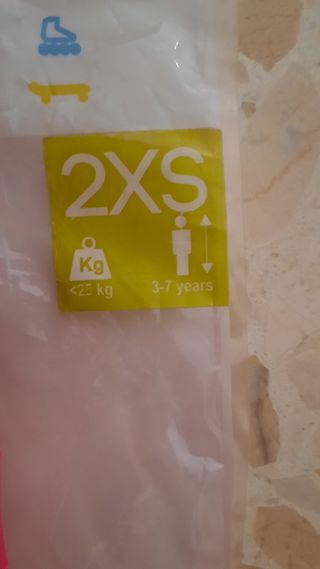 2XS
Kg
<25 kg
3-7 years